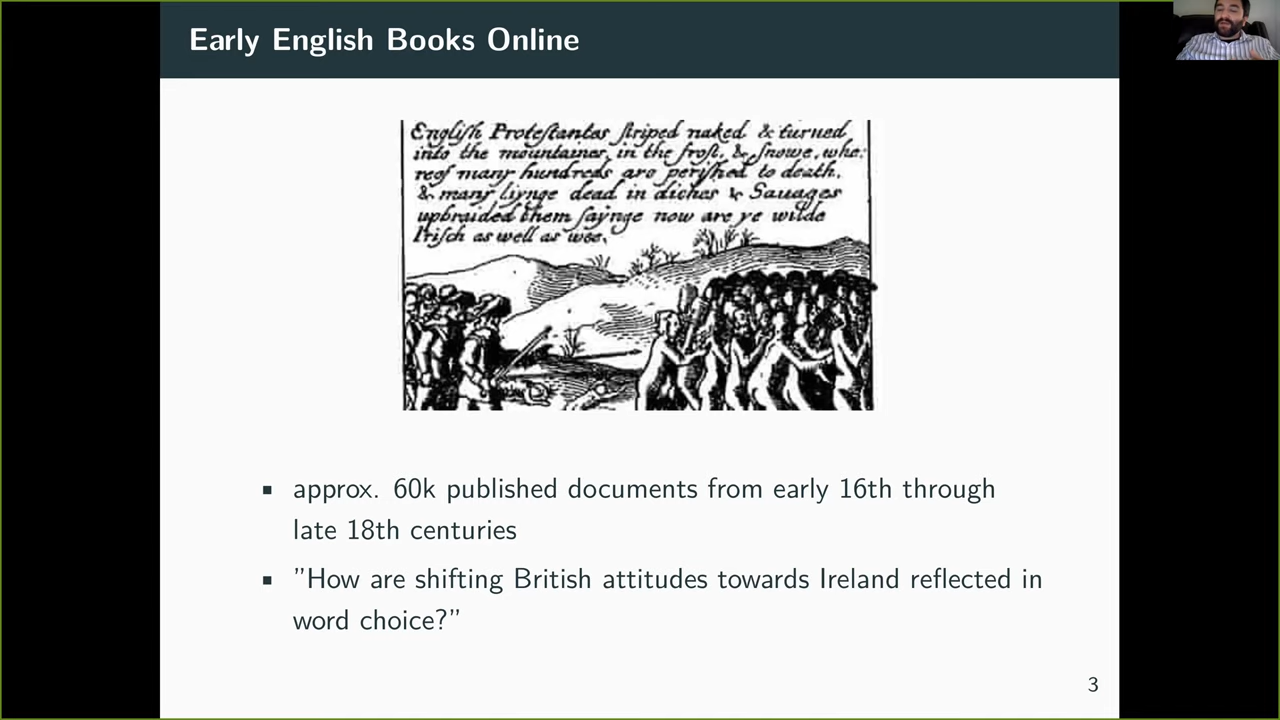 Early English Books Online
Engliſh Proteſtantes ſtriped naked & turned
into the mountaines, in the froſt, & ſnowe, whe:
reof many hundreds are periſhed to death,
& many liynge dead in diches & Sauages
upbraided them ſaynge now are ye wilde
Iriſch as well as wee,
▪ approx. 60k published documents from early 16th through
late 18th centuries
▪ ”How are shifting British attitudes towards Ireland reflected in
word choice?”
3